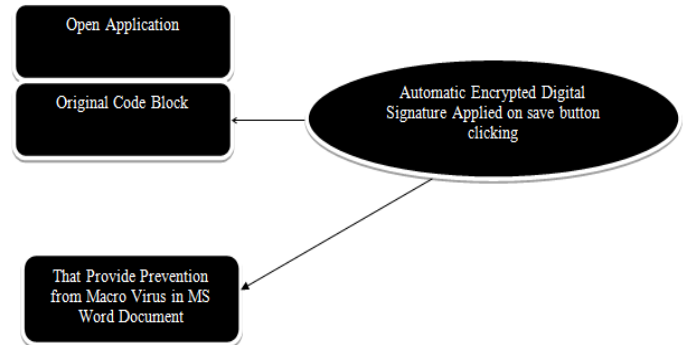 Open Application
Original Code Block
Automatic Encrypted Digital
Signature Applied on save button
clicking
That Provide Prevention
from Macro Virus in MS
Word Document